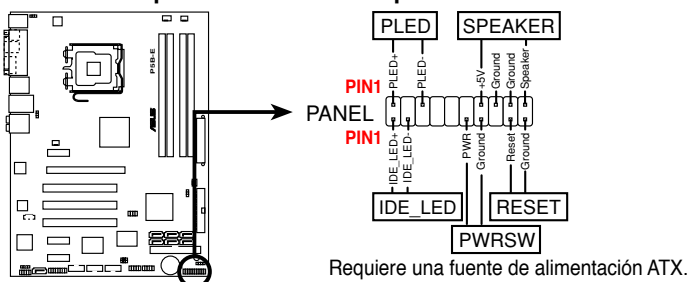 PLED SPEAKER
PLED+
PLED-
+5V
Ground
Ground
Speaker
PIN1
PANEL
PIN1
IDE_LED+
IDE_LED-
PWR
Ground
Reset
Ground
IDE_LED RESET
PWRSW
P5B-E
ASUS
Requiere una fuente de alimentación ATX.